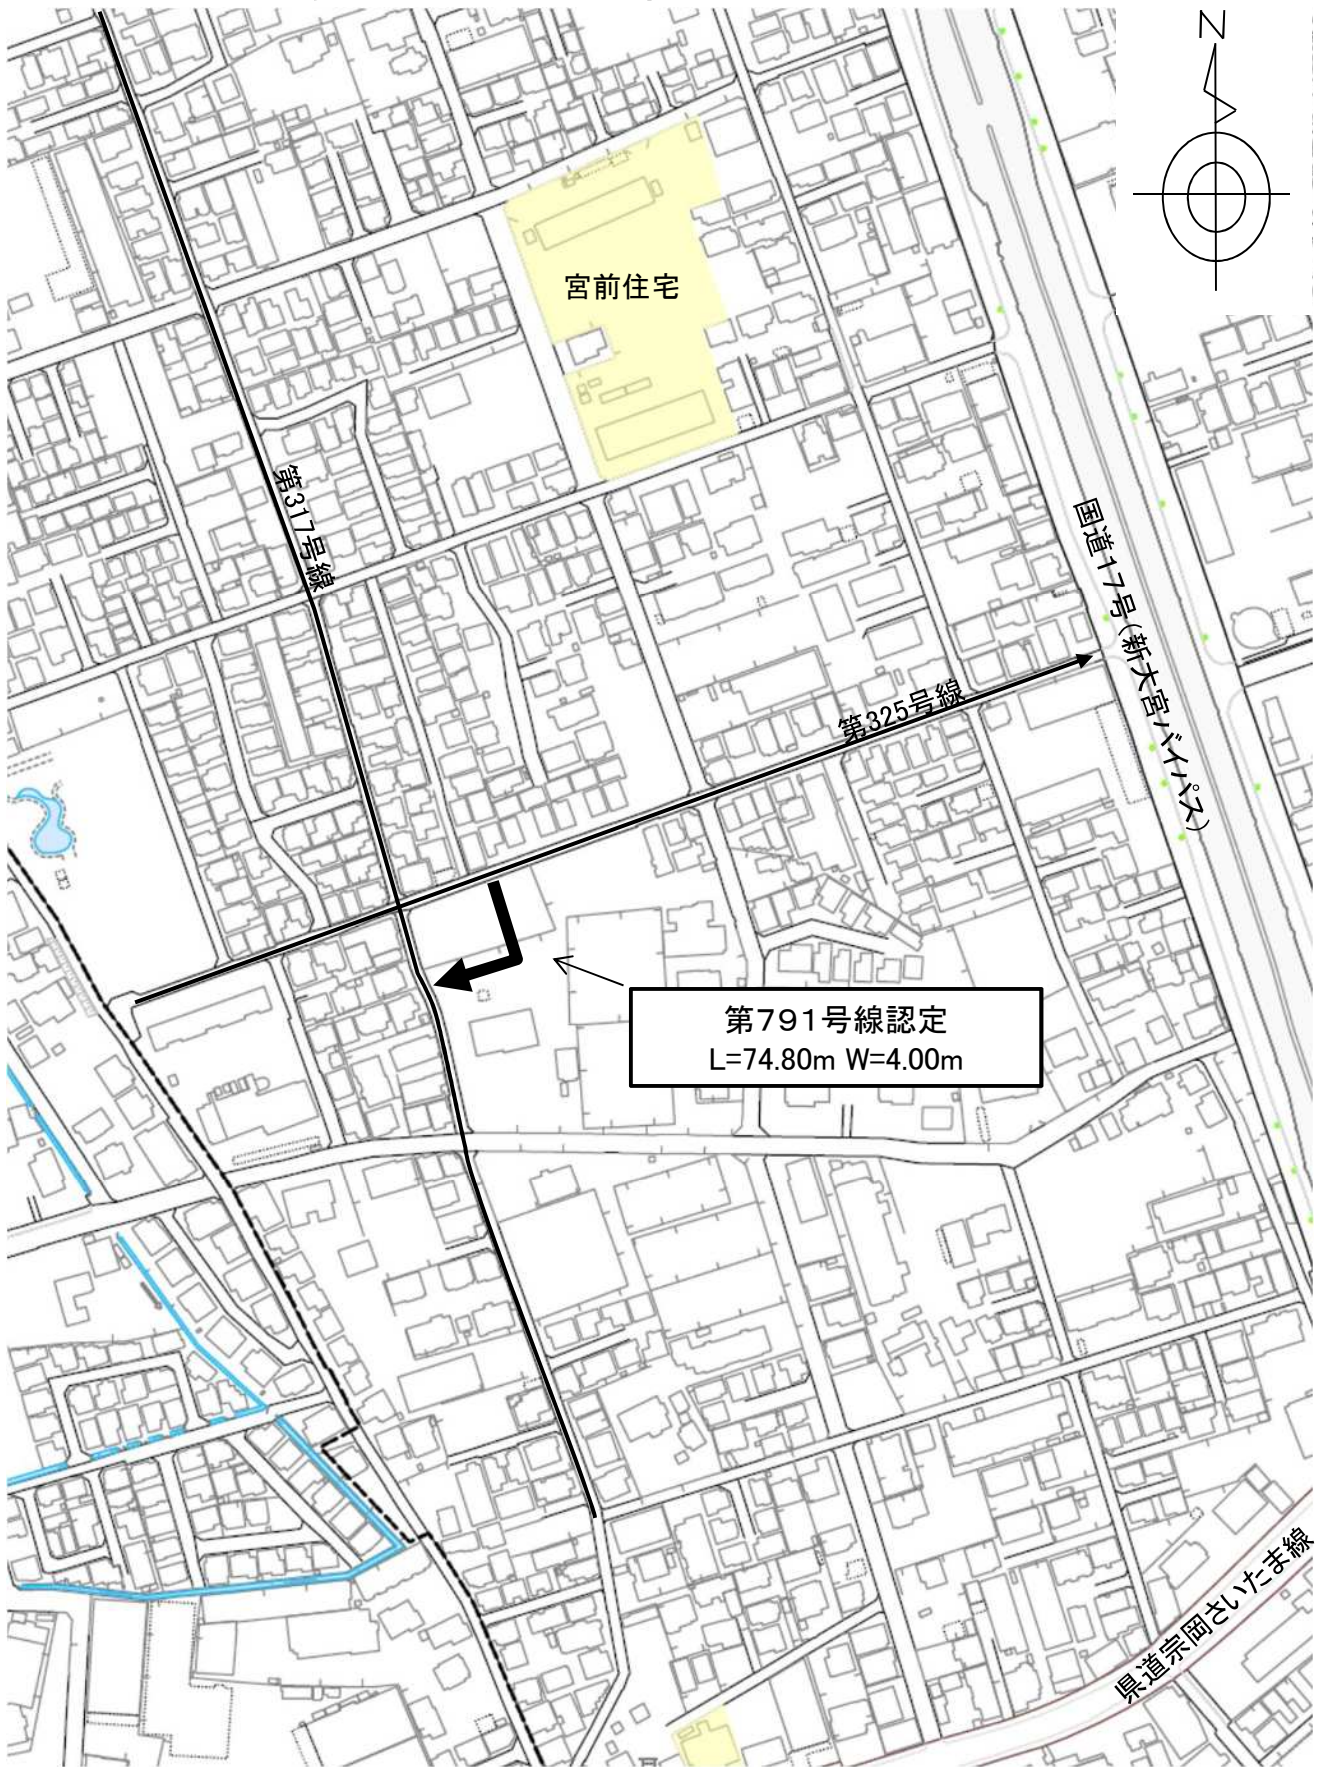 N
宮前住宅
第317号線
国道17号(新大宮バイパス)
第325号線
第791号線認定
L=74.80m W=4.00m
県道宗岡さいたま線